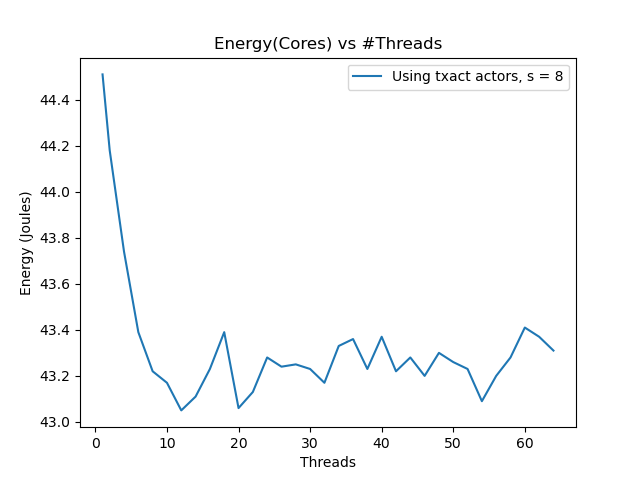 Energy(Cores) vs #Threads
Using txact actors, s = 8
44.4
44.2
44.0
43.8
43.6
43.4
43.2
43.0
Energy (Joules)
0 10 20 30 40 50 60
Threads